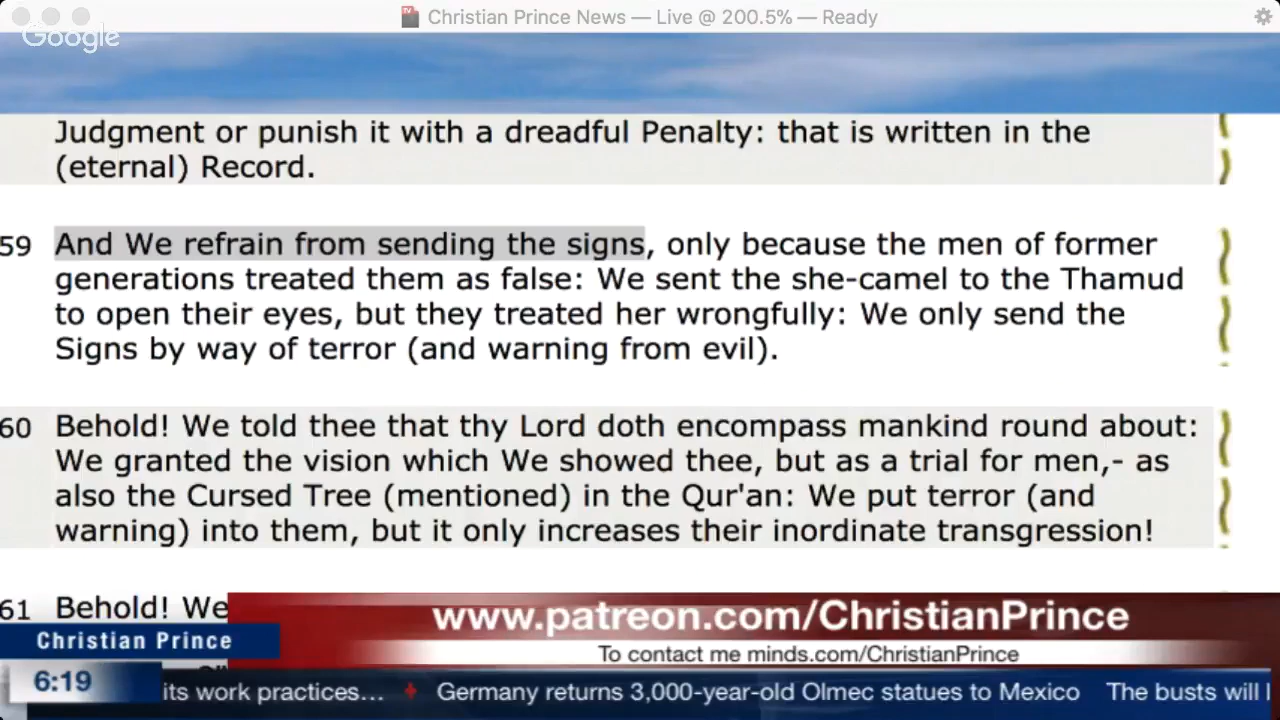 Christian Prince News — Live @ 200.5% — Ready
Google
Judgment or punish it with a dreadful Penalty: that is written in the
(eternal) Record.
59 And We refrain from sending the signs, only because the men of former
generations treated them as false: We sent the she-camel to the Thamud
to open their eyes, but they treated her wrongfully: We only send the
Signs by way of terror (and warning from evil).
60 Behold! We told thee that thy Lord doth encompass mankind round about:
We granted the vision which We showed thee, but as a trial for men,- as
also the Cursed Tree (mentioned) in the Qur'an: We put terror (and
warning) into them, but it only increases their inordinate transgression!
61 Behold! We
www.patreon.com/ChristianPrince
Christian Prince
To contact me minds.com/ChristianPrince
6:19 its work practices... Germany returns 3,000-year-old Olmec statues to Mexico The busts will